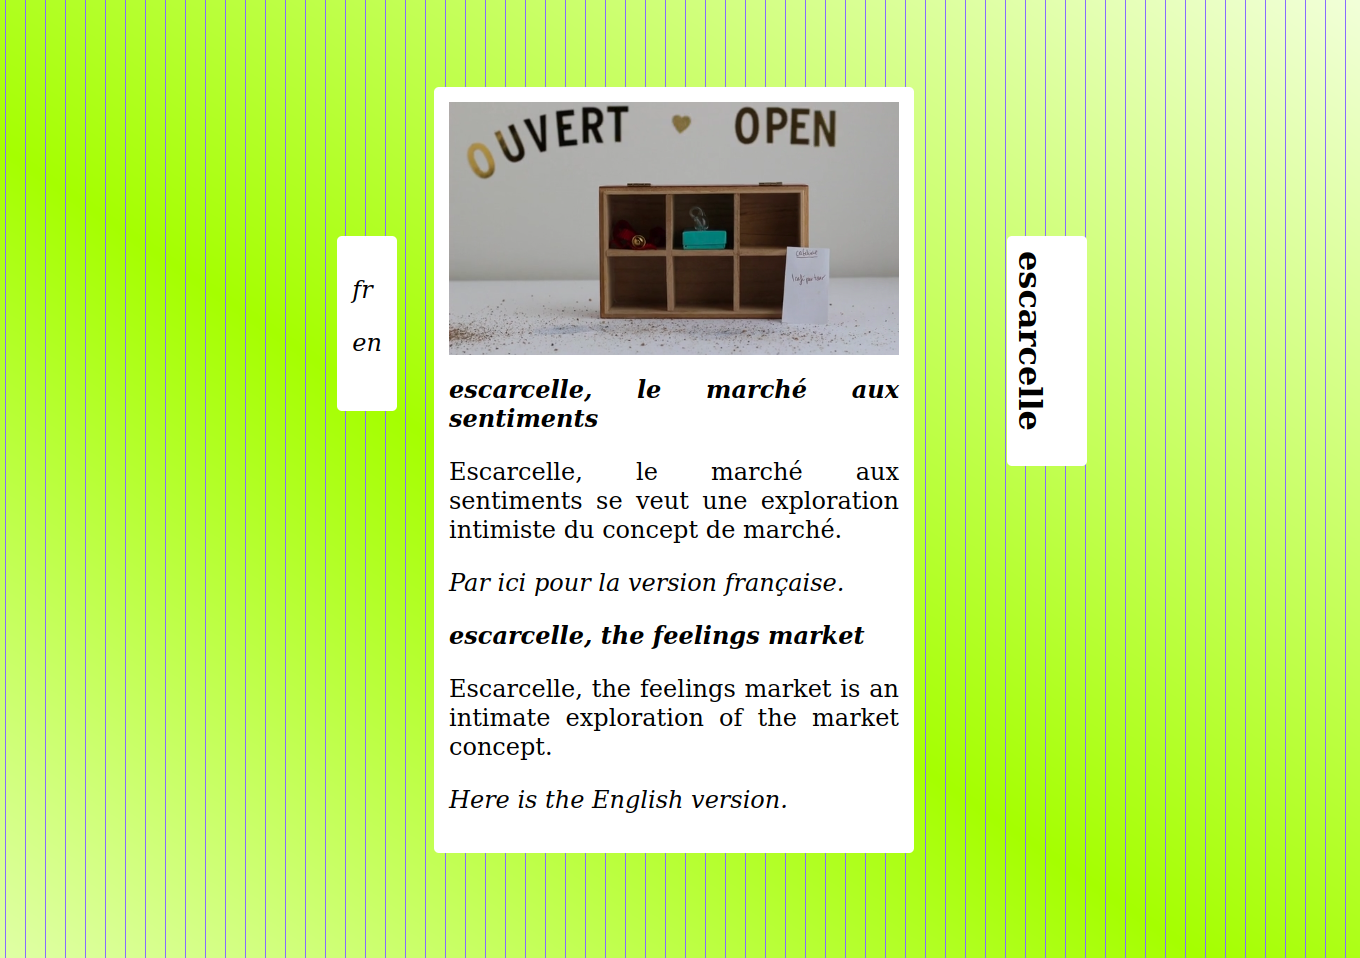 OUVERT OPEN
fr
en
escarcelle
escarcelle, le marché aux
sentiments
Escarcelle, le marché aux
sentiments se veut une exploration
intimiste du concept de marché.
Par ici pour la version française.
escarcelle, the feelings market
Escarcelle, the feelings market is an
intimate exploration of the market
concept.
Here is the English version.